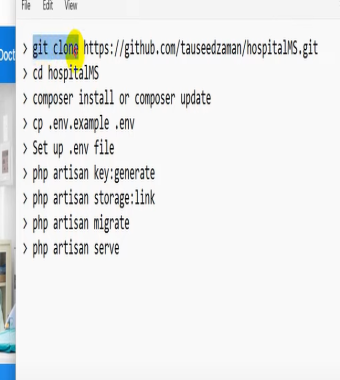 File Edit View
Doct
> git clone https://github.com/tauseedzaman/hospitalMS.git
> cd hospitalMS
> composer install or composer update
> cp .env.example .env
> Set up .env file
> php artisan key:generate
> php artisan storage:link
> php artisan migrate
> php artisan serve